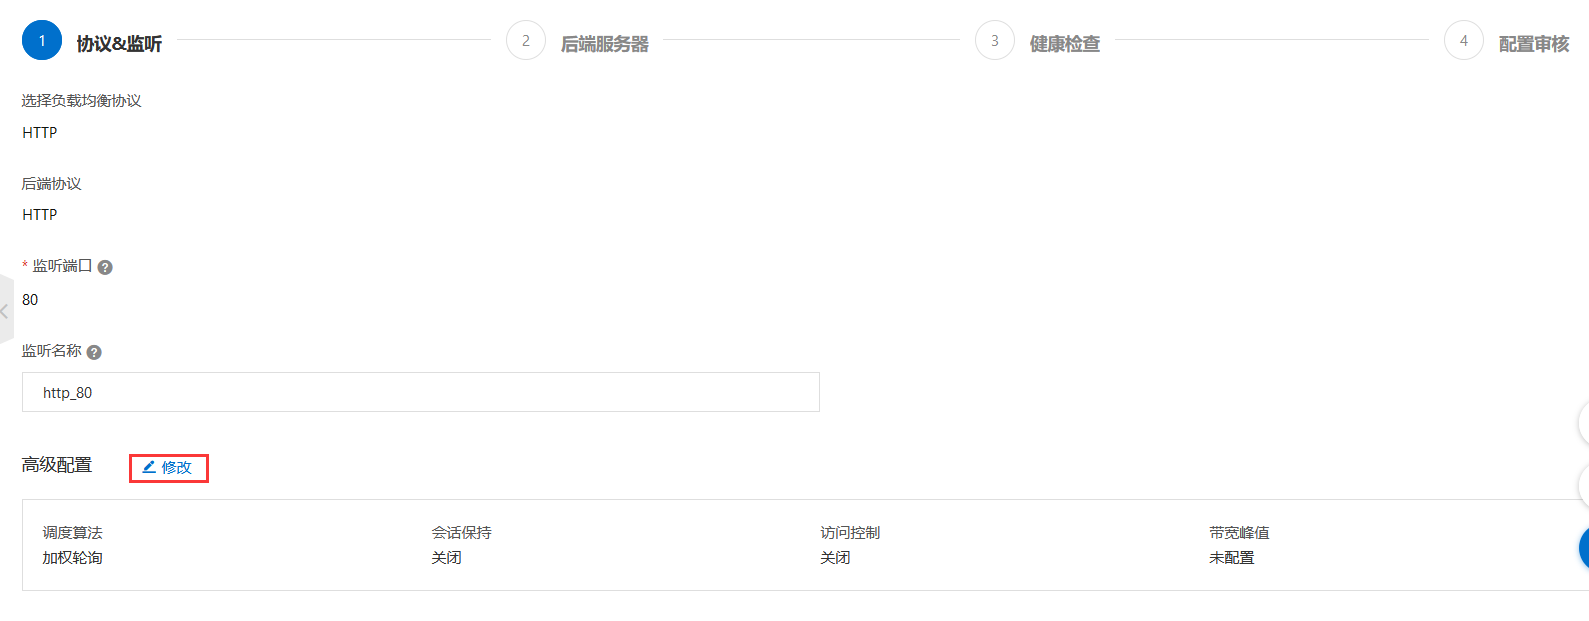 1 协议&监听 2 后端服务器 3 健康检查 4 配置审核
选择负载均衡协议
HTTP
后端协议
HTTP
* 监听端口 ?
80
监听名称 ?
http_80
高级配置 修改
调度算法 会话保持 访问控制 带宽峰值
加权轮询 关闭 关闭 未配置